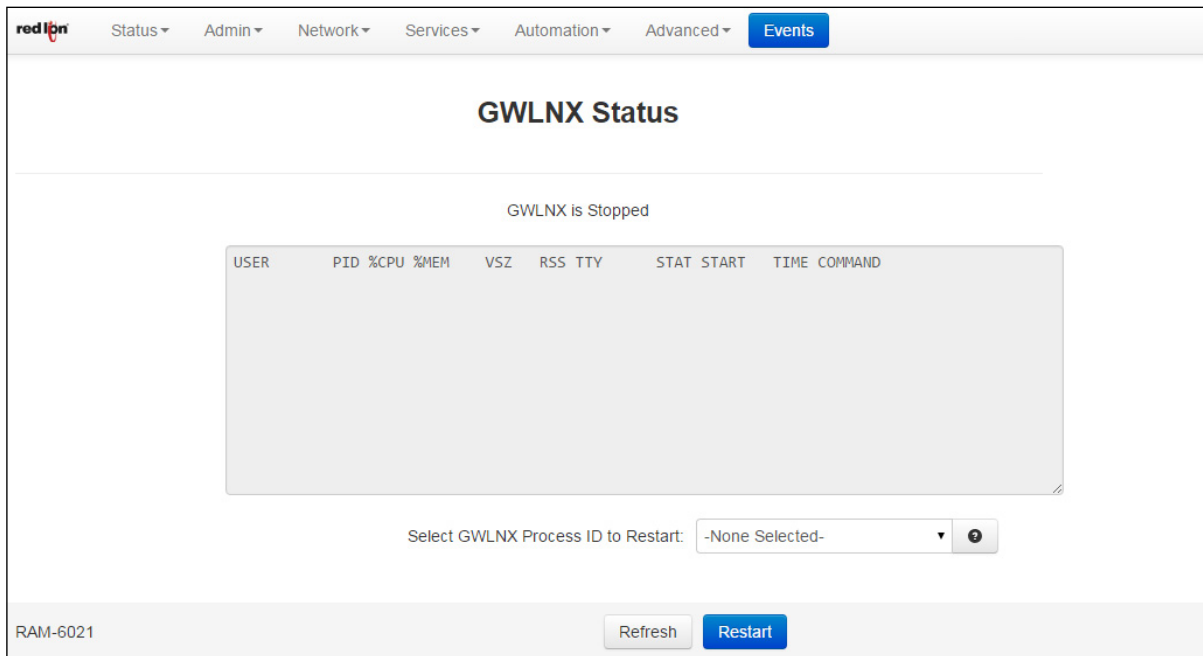 red lion Status Admin Network Services Automation Advanced Events
GWLNX Status
GWLNX is Stopped
USER PID %CPU %MEM VSZ RSS TTY STAT START TIME COMMAND
Select GWLNX Process ID to Restart: -None Selected- ?
RAM-6021 Refresh Restart